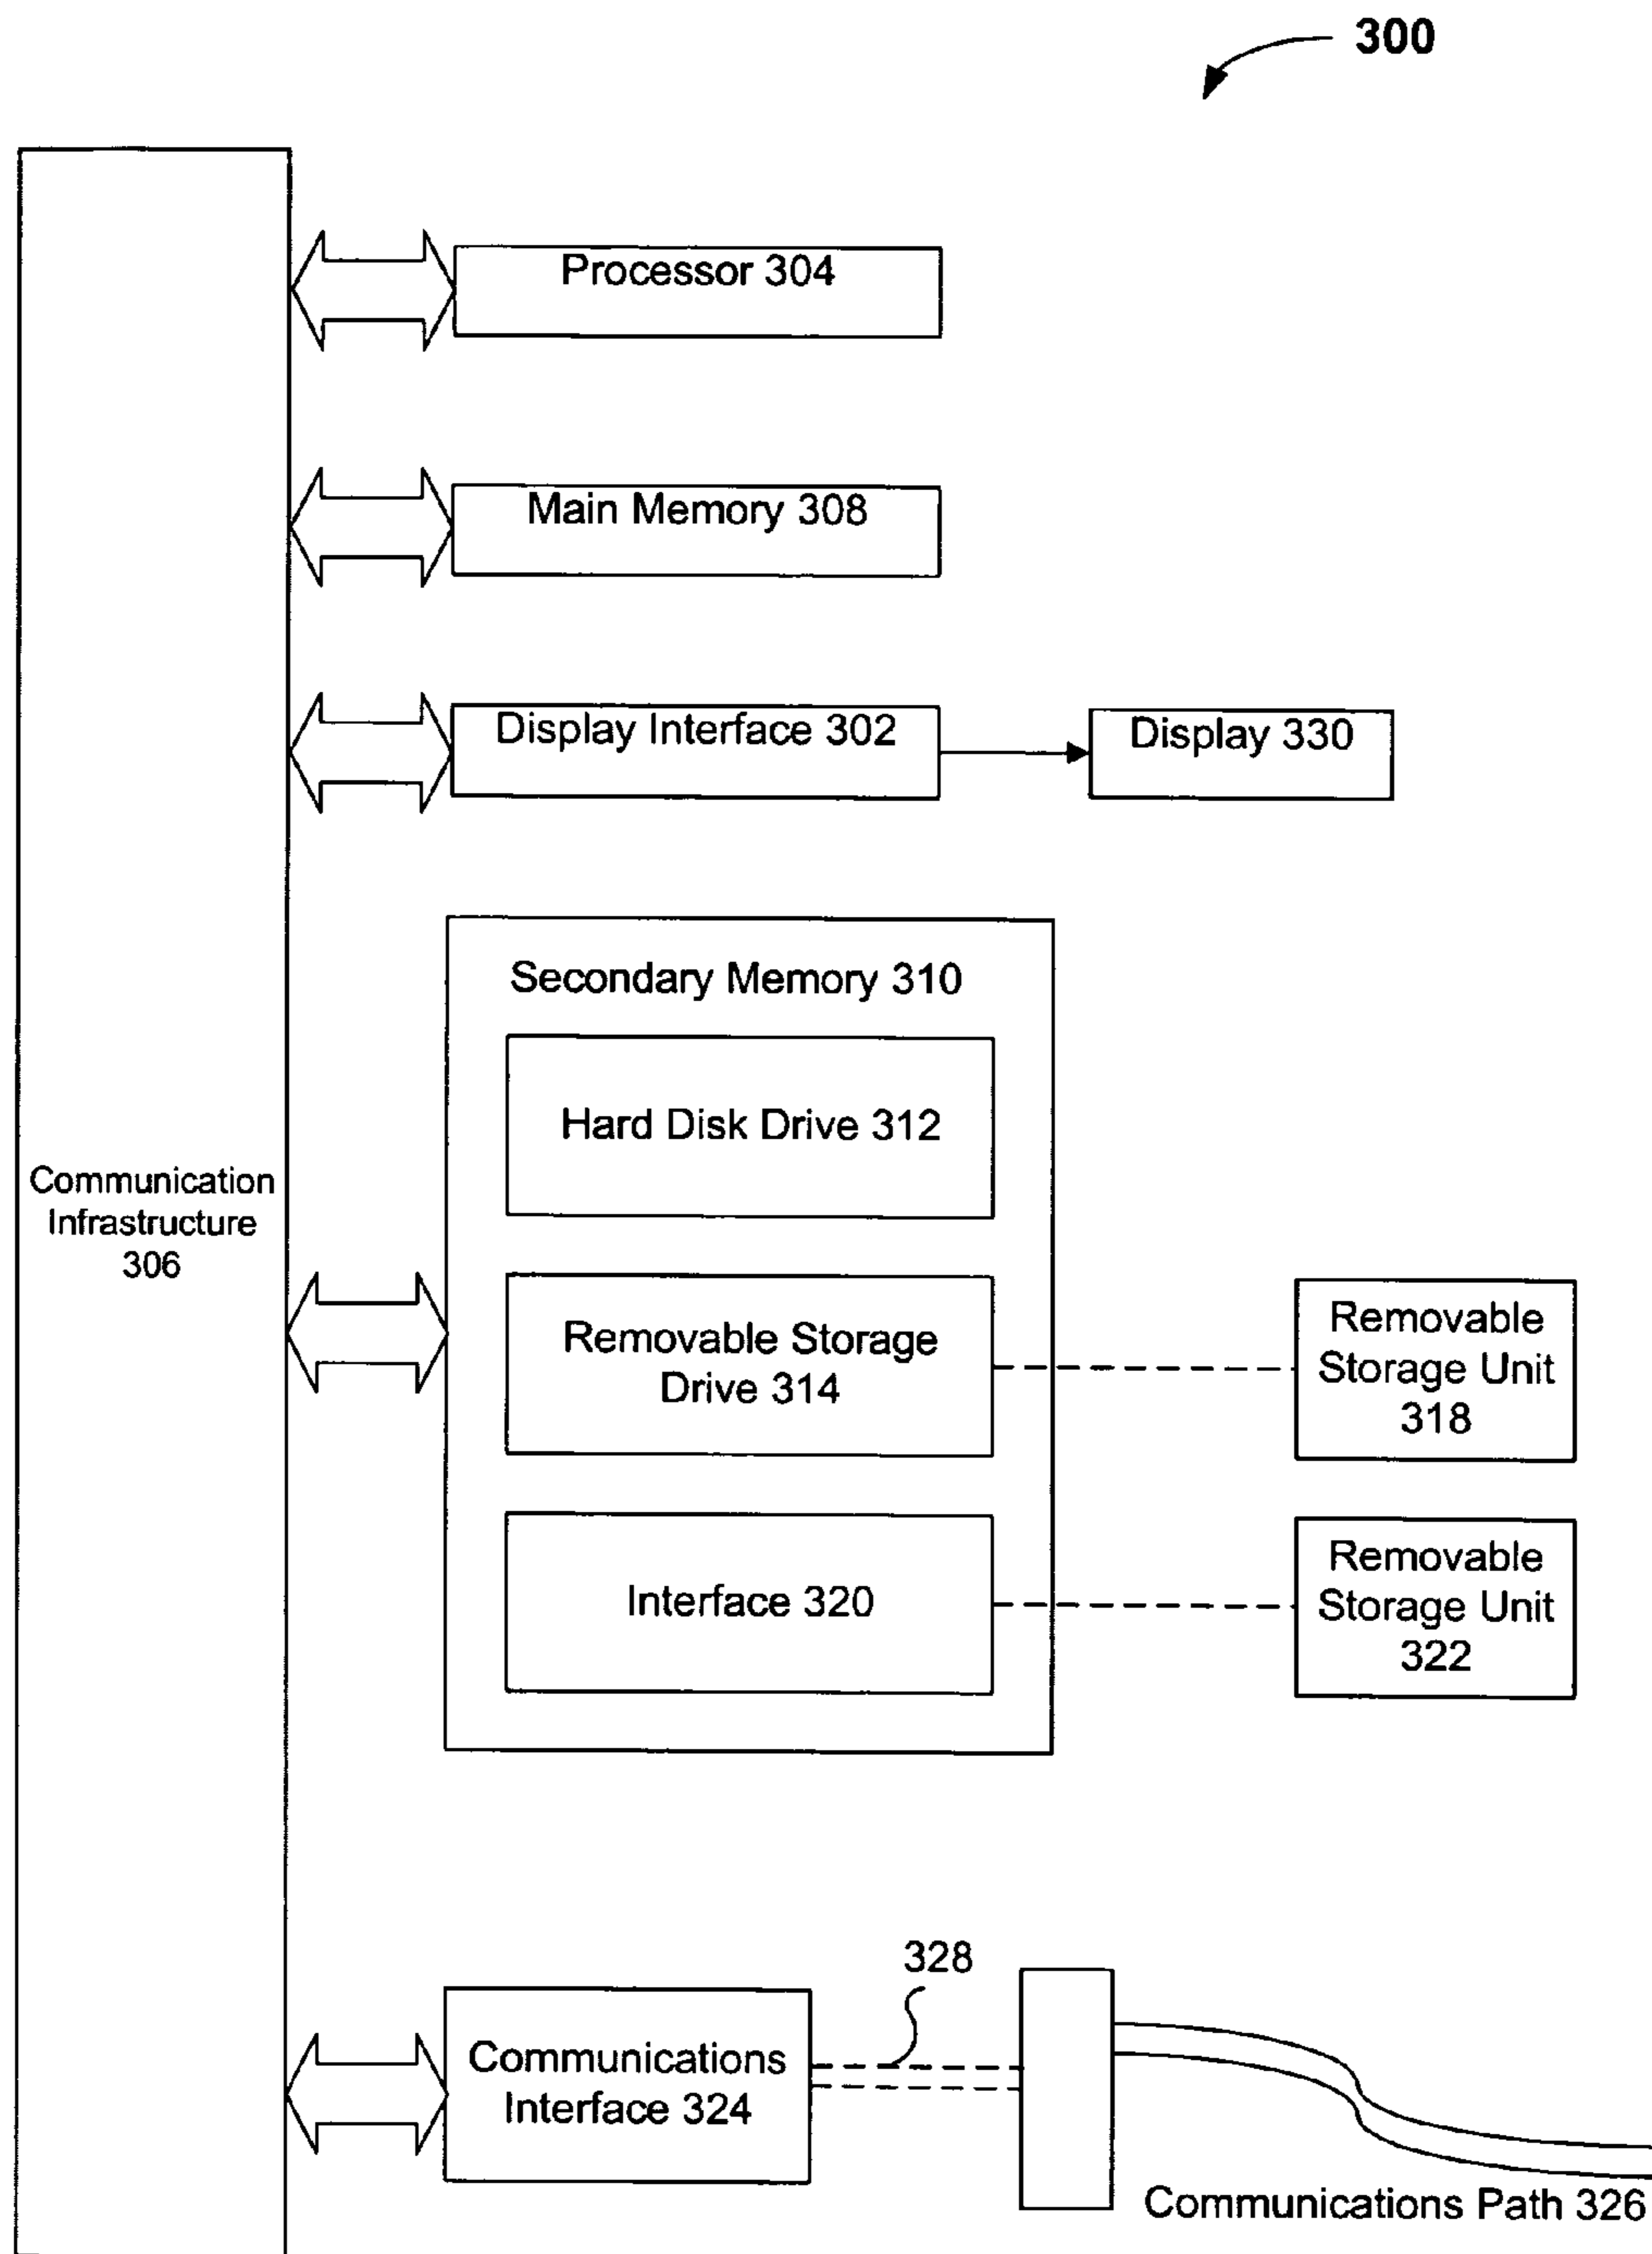 300
Processor 304
Main Memory 308
Display Interface 302
Display 330
Secondary Memory 310
Hard Disk Drive 312
Communication
Infrastructure
306
Removable Storage
Drive 314
Removable
Storage Unit
318
Interface 320
Removable
Storage Unit
322
328
Communications
Interface 324
Communications Path 326